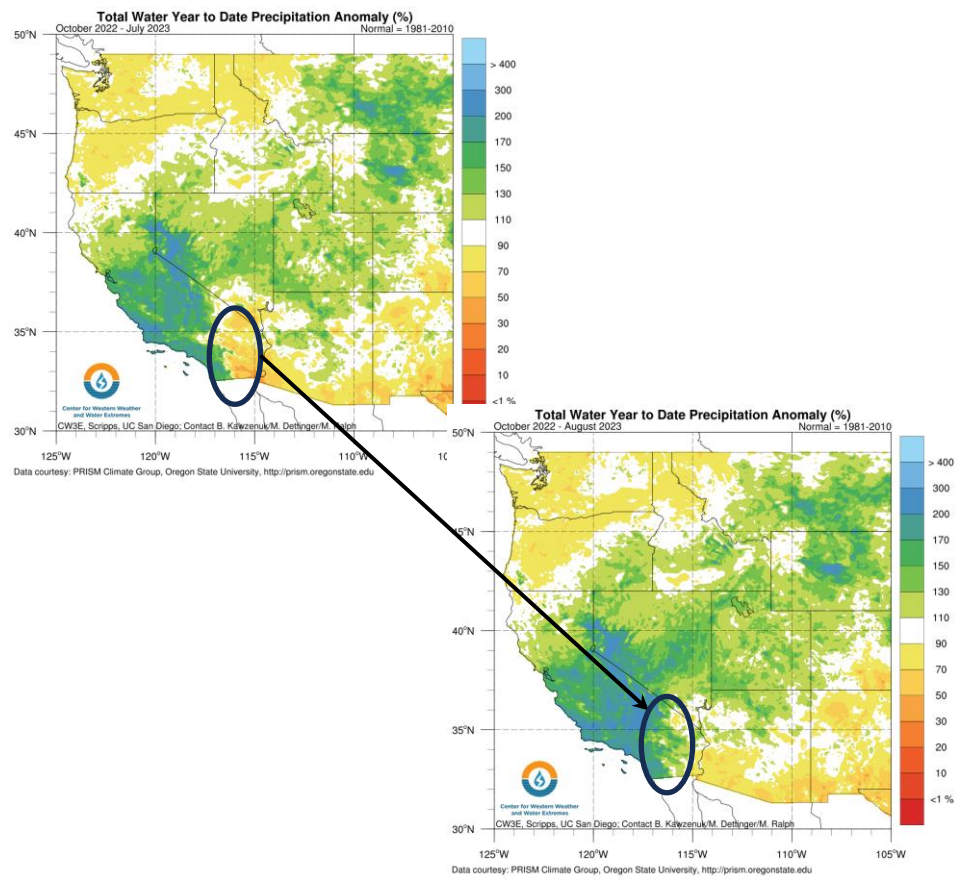 Total Water Year to Date Precipitation Anomaly (%)
October 2022 - July 2023 Normal = 1981-2010
50°N
45°N
40°N
35°N
30°N
> 400
300
200
170
150
130
110
90
70
50
30
20
10
<1 %
Center for Western Weather
and Water Extremes
CW3E, Scripps, UC San Diego; Contact B. Kawzenuk/M. Dettinger/M. Ralph
125°W 120°W 115°W 110°W 10
Data courtesy: PRISM Climate Group, Oregon State University, http://prism.oregonstate.edu
Total Water Year to Date Precipitation Anomaly (%)
October 2022 - August 2023 Normal = 1981-2010
50°N
45°N
40°N
35°N
30°N
> 400
300
200
170
150
130
110
90
70
50
30
20
10
<1 %
Center for Western Weather
and Water Extremes
CW3E, Scripps, UC San Diego; Contact B. Kawzenuk/M. Dettinger/M. Ralph
125°W 120°W 115°W 110°W 105°W
Data courtesy: PRISM Climate Group, Oregon State University, http://prism.oregonstate.edu